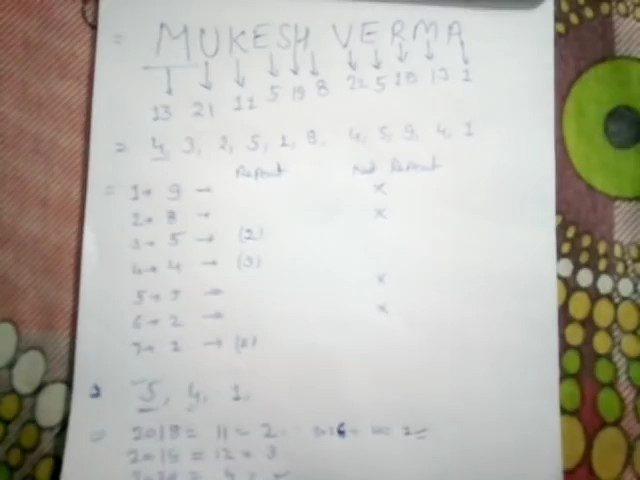 = MUKESH VERMA
13 21 11 5 19 8 22 5 18 13 1
= 4, 3, 2, 5, 1, 8, 4, 5, 9, 4, 1
Repeat Not Repeat
= 1→ 9 → ×
2→ 8 → ×
3→ 5 → (2)
4→ 4 → (3)
5→ 3 → ×
6→ 2 → ×
7→ 1 → (2)
5, 4, 1,
2018 = 11 = 2
2019 = 12 = 3